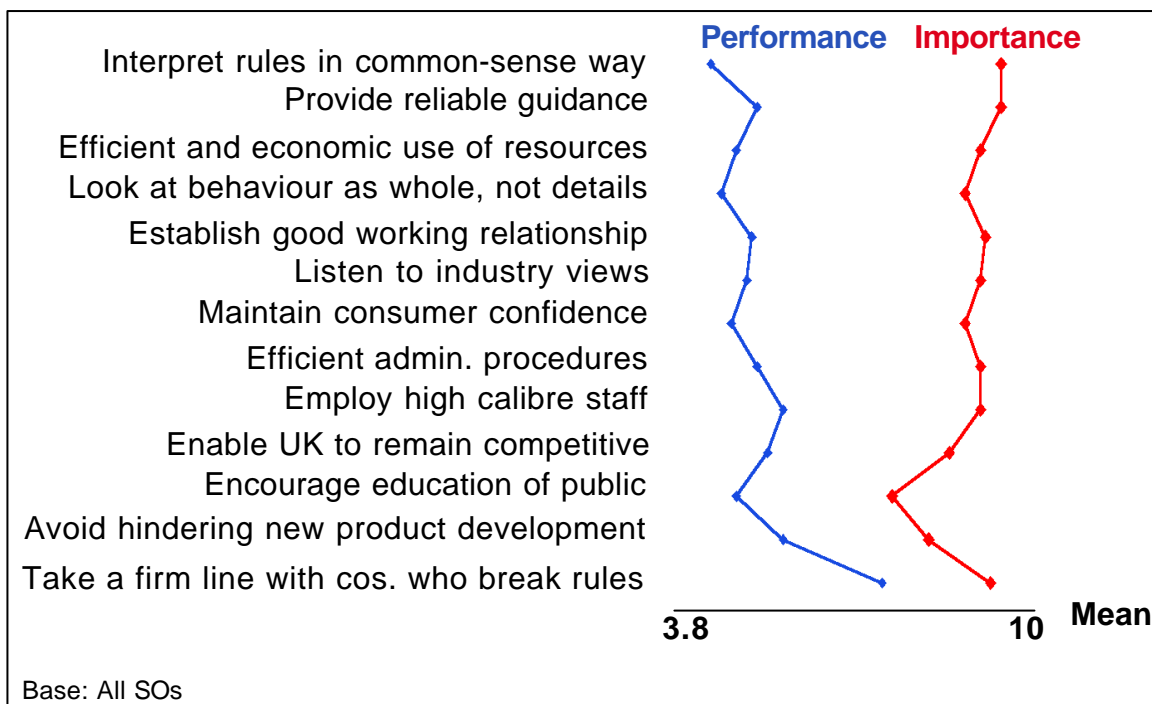 Performance Importance
Interpret rules in common-sense way
Provide reliable guidance
Efficient and economic use of resources
Look at behaviour as whole, not details
Establish good working relationship
Listen to industry views
Maintain consumer confidence
Efficient admin. procedures
Employ high calibre staff
Enable UK to remain competitive
Encourage education of public
Avoid hindering new product development
Take a firm line with cos. who break rules
3.8 10 Mean
Base: All SOs